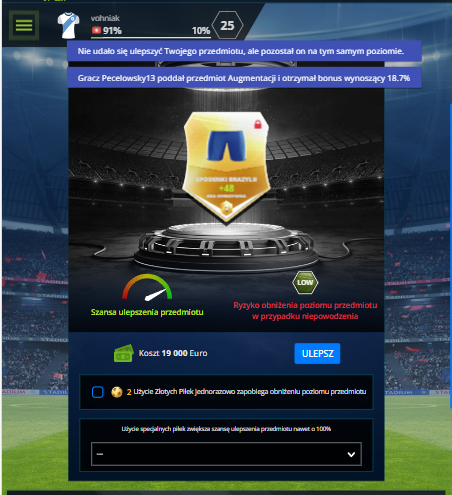 vohniak
91%
10%
25
Nie udało się ulepszyć Twojego przedmiotu, ale pozostał on na tym samym poziomie.
Gracz Pecelowsky13 poddał przedmiot Augmentacji i otrzymał bonus wynoszący 18.7%
SPODENKI BRAZYLII
+48
Szansa ulepszenia przedmiotu
LOW
Ryzyko obniżenia poziomu przedmiotu
w przypadku niepowodzenia
Koszt 19 000 Euro
ULEPSZ
2 Użycie Złotych Piłek jednorazowo zapobiega obniżeniu poziomu przedmiotu
Użycie specjalnych piłek zwiększa szansę ulepszenia przedmiotu nawet o 100%
---
STADIUM
STADIUM